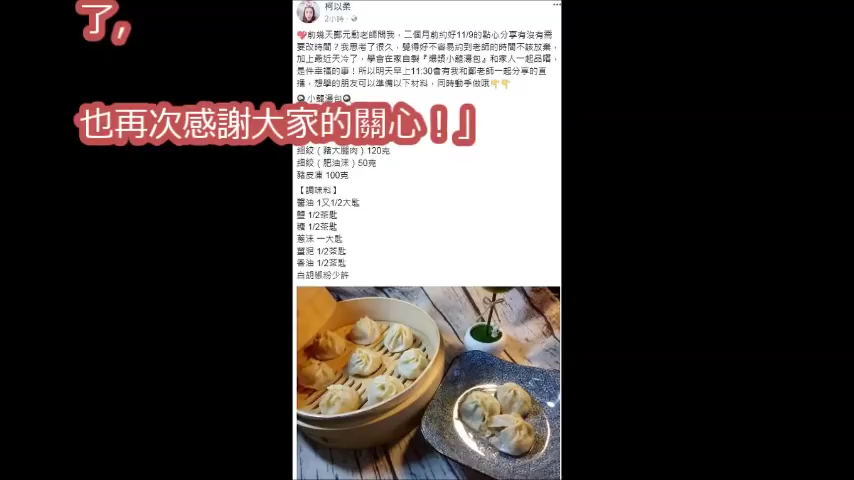 了,
柯以柔
2小時
前幾天鄭元勳老師問我，二個月前約好11/9的點心分享有沒有需
要改時間？我思考了很久，覺得好不容易約到老師的時間不該放棄，
加上最近天冷了，學會在家自製『爆漿小籠湯包』和家人一起品嚐，
是件幸福的事！所以明天早上11:30會有我和鄭老師一起分享的直
播，想學的朋友可以準備以下材料，同時動手做哦
小籠湯包
也再次感謝大家的關心！」
細絞（豬大腿肉）120克
細絞（肥油沫）50克
豬皮凍 100克
【調味料】
醬油 1又1/2大匙
鹽 1/2茶匙
糖 1/2茶匙
蔥沫 一大匙
薑泥 1/2茶匙
香油 1/2茶匙
白胡椒粉少許